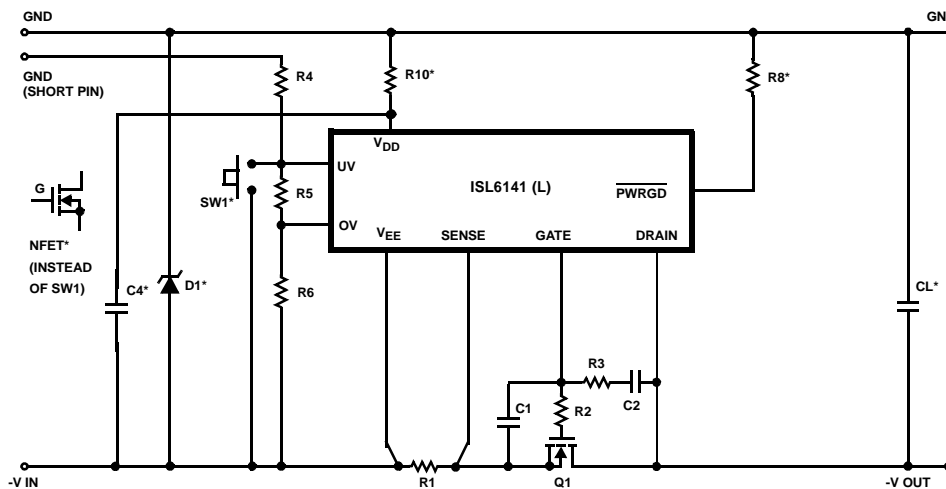 GND
GN
GND
(SHORT PIN)
R4
R10*
R8*
VDD
UV
ISL6141 (L)
PWRGD
G
SW1*
R5
OV
VEE
SENSE
GATE
DRAIN
NFET*
(INSTEAD
OF SW1)
C4*
D1*
R6
CL*
R3
C1
R2
C2
-V IN
R1
Q1
-V OUT